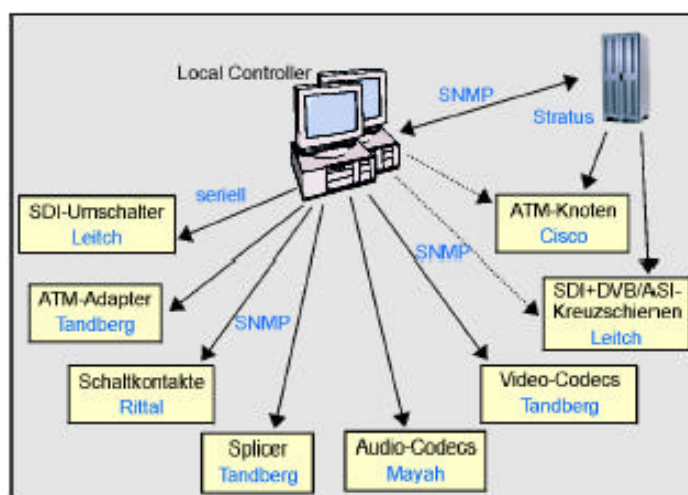 Local Controller
SNMP
Stratus
seriell
SDI-Umschalter
Leitch
ATM-Knoten
Cisco
SNMP
ATM-Adapter
Tandberg
SDI+DVB/ASI-
Kreuzschienen
Leitch
SNMP
Schaltkontakte
Rittal
Video-Codecs
Tandberg
Splicer
Tandberg
Audio-Codecs
Mayah